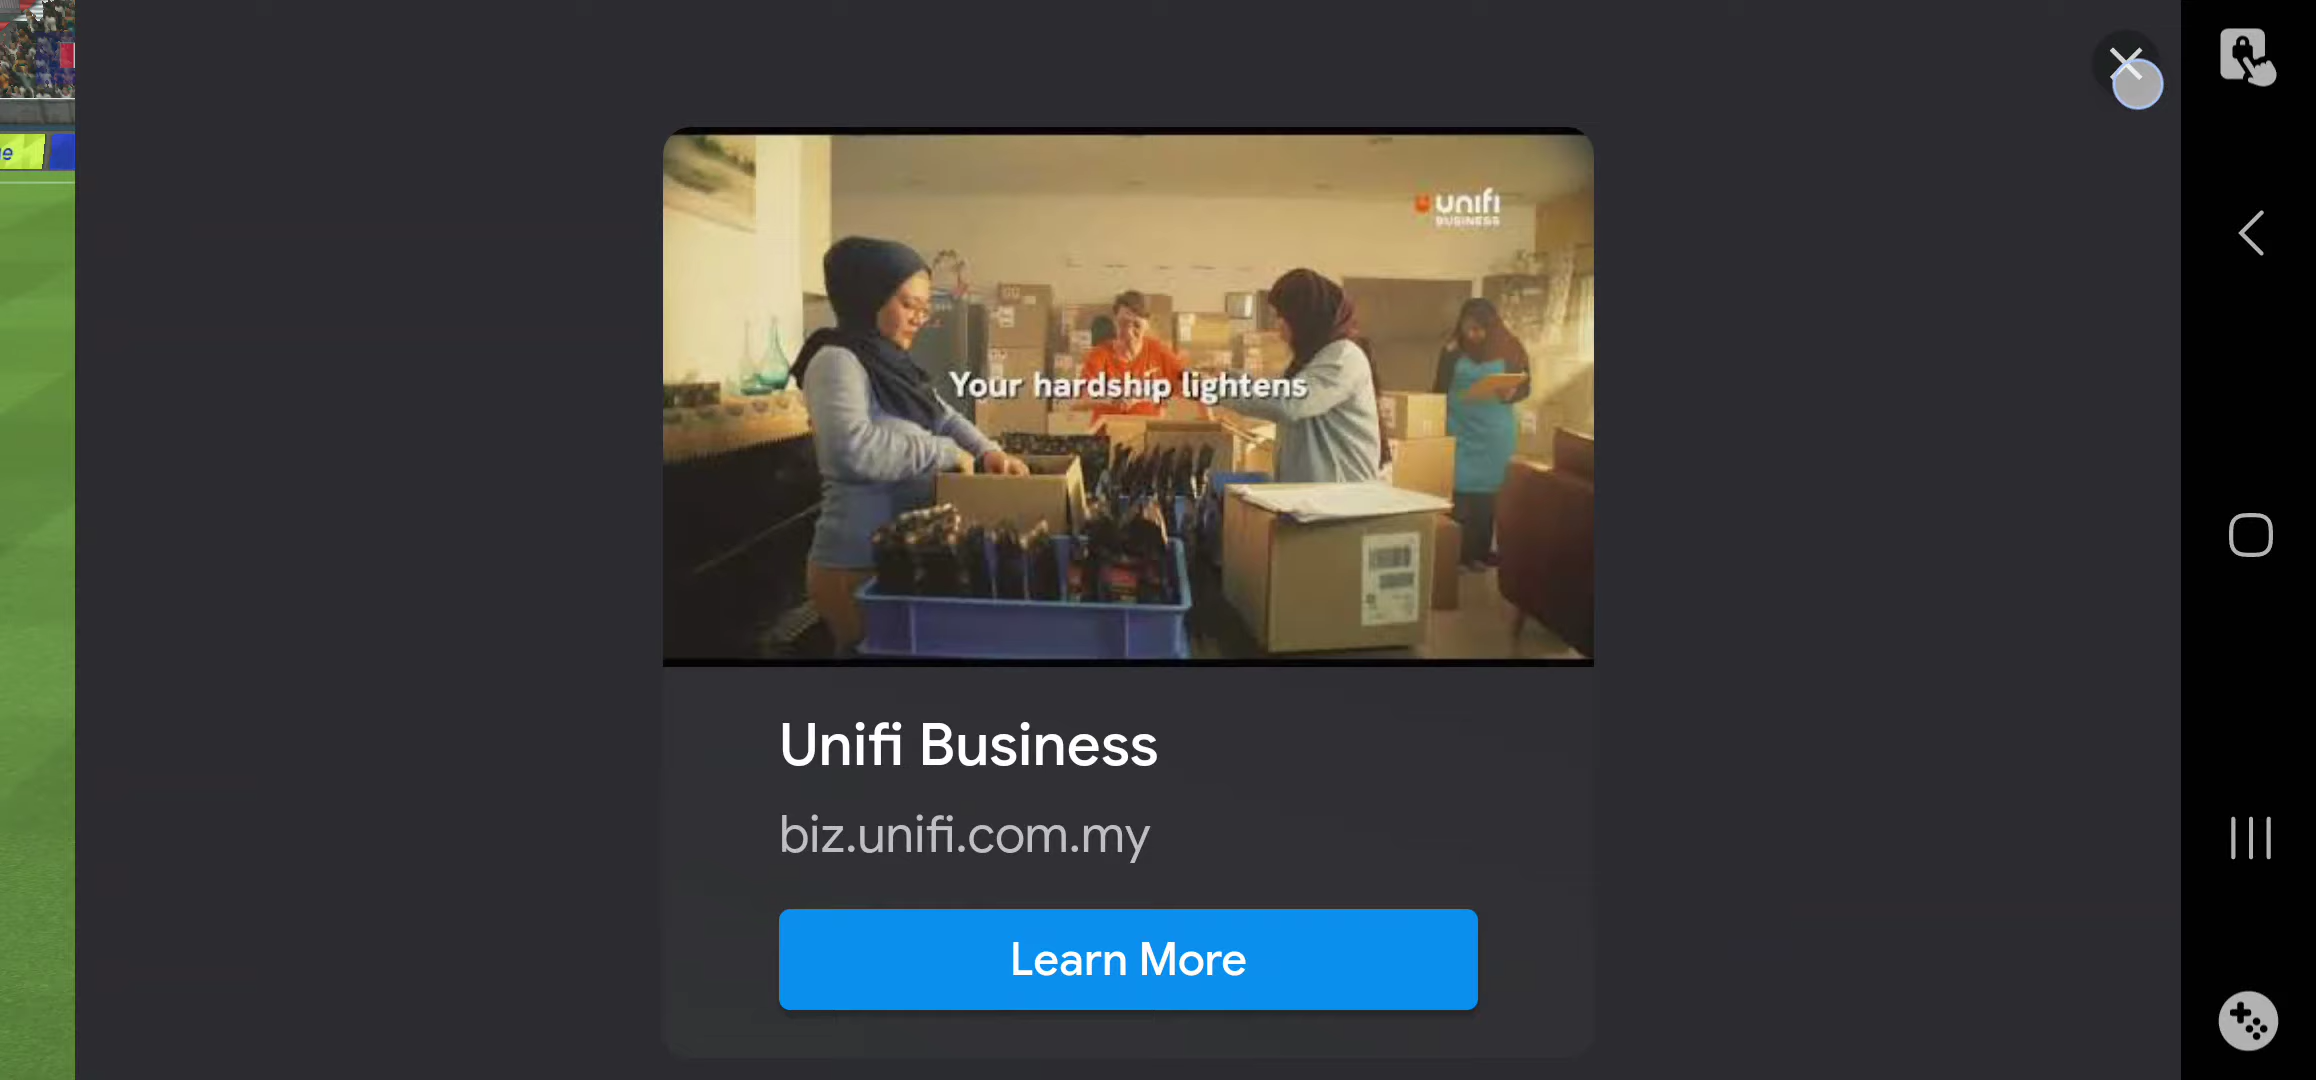 unifi
BUSINESS
Your hardship lightens
Unifi Business
biz.unifi.com.my
Learn More